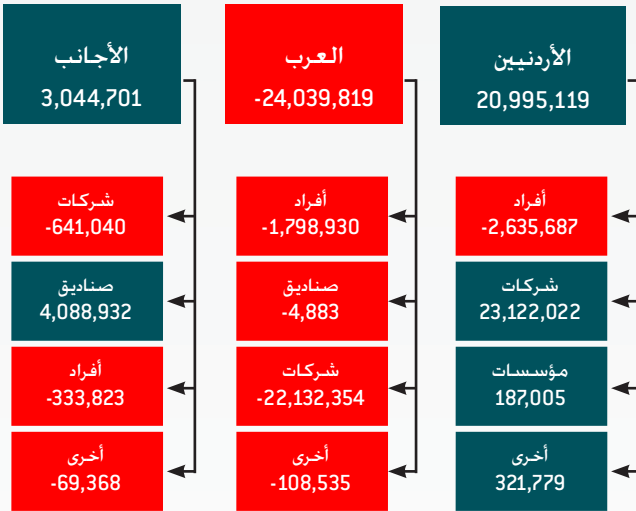 الأردنيين
20,995,119
أفراد
-2,635,687
شركات
23,122,022
مؤسسات
187,005
أخرى
321,779
العرب
-24,039,819
أفراد
-1,798,930
صناديق
-4,883
شركات
-22,132,354
أخرى
-108,535
الأجانب
3,044,701
شركات
-641,040
صناديق
4,088,932
أفراد
-333,823
أخرى
-69,368